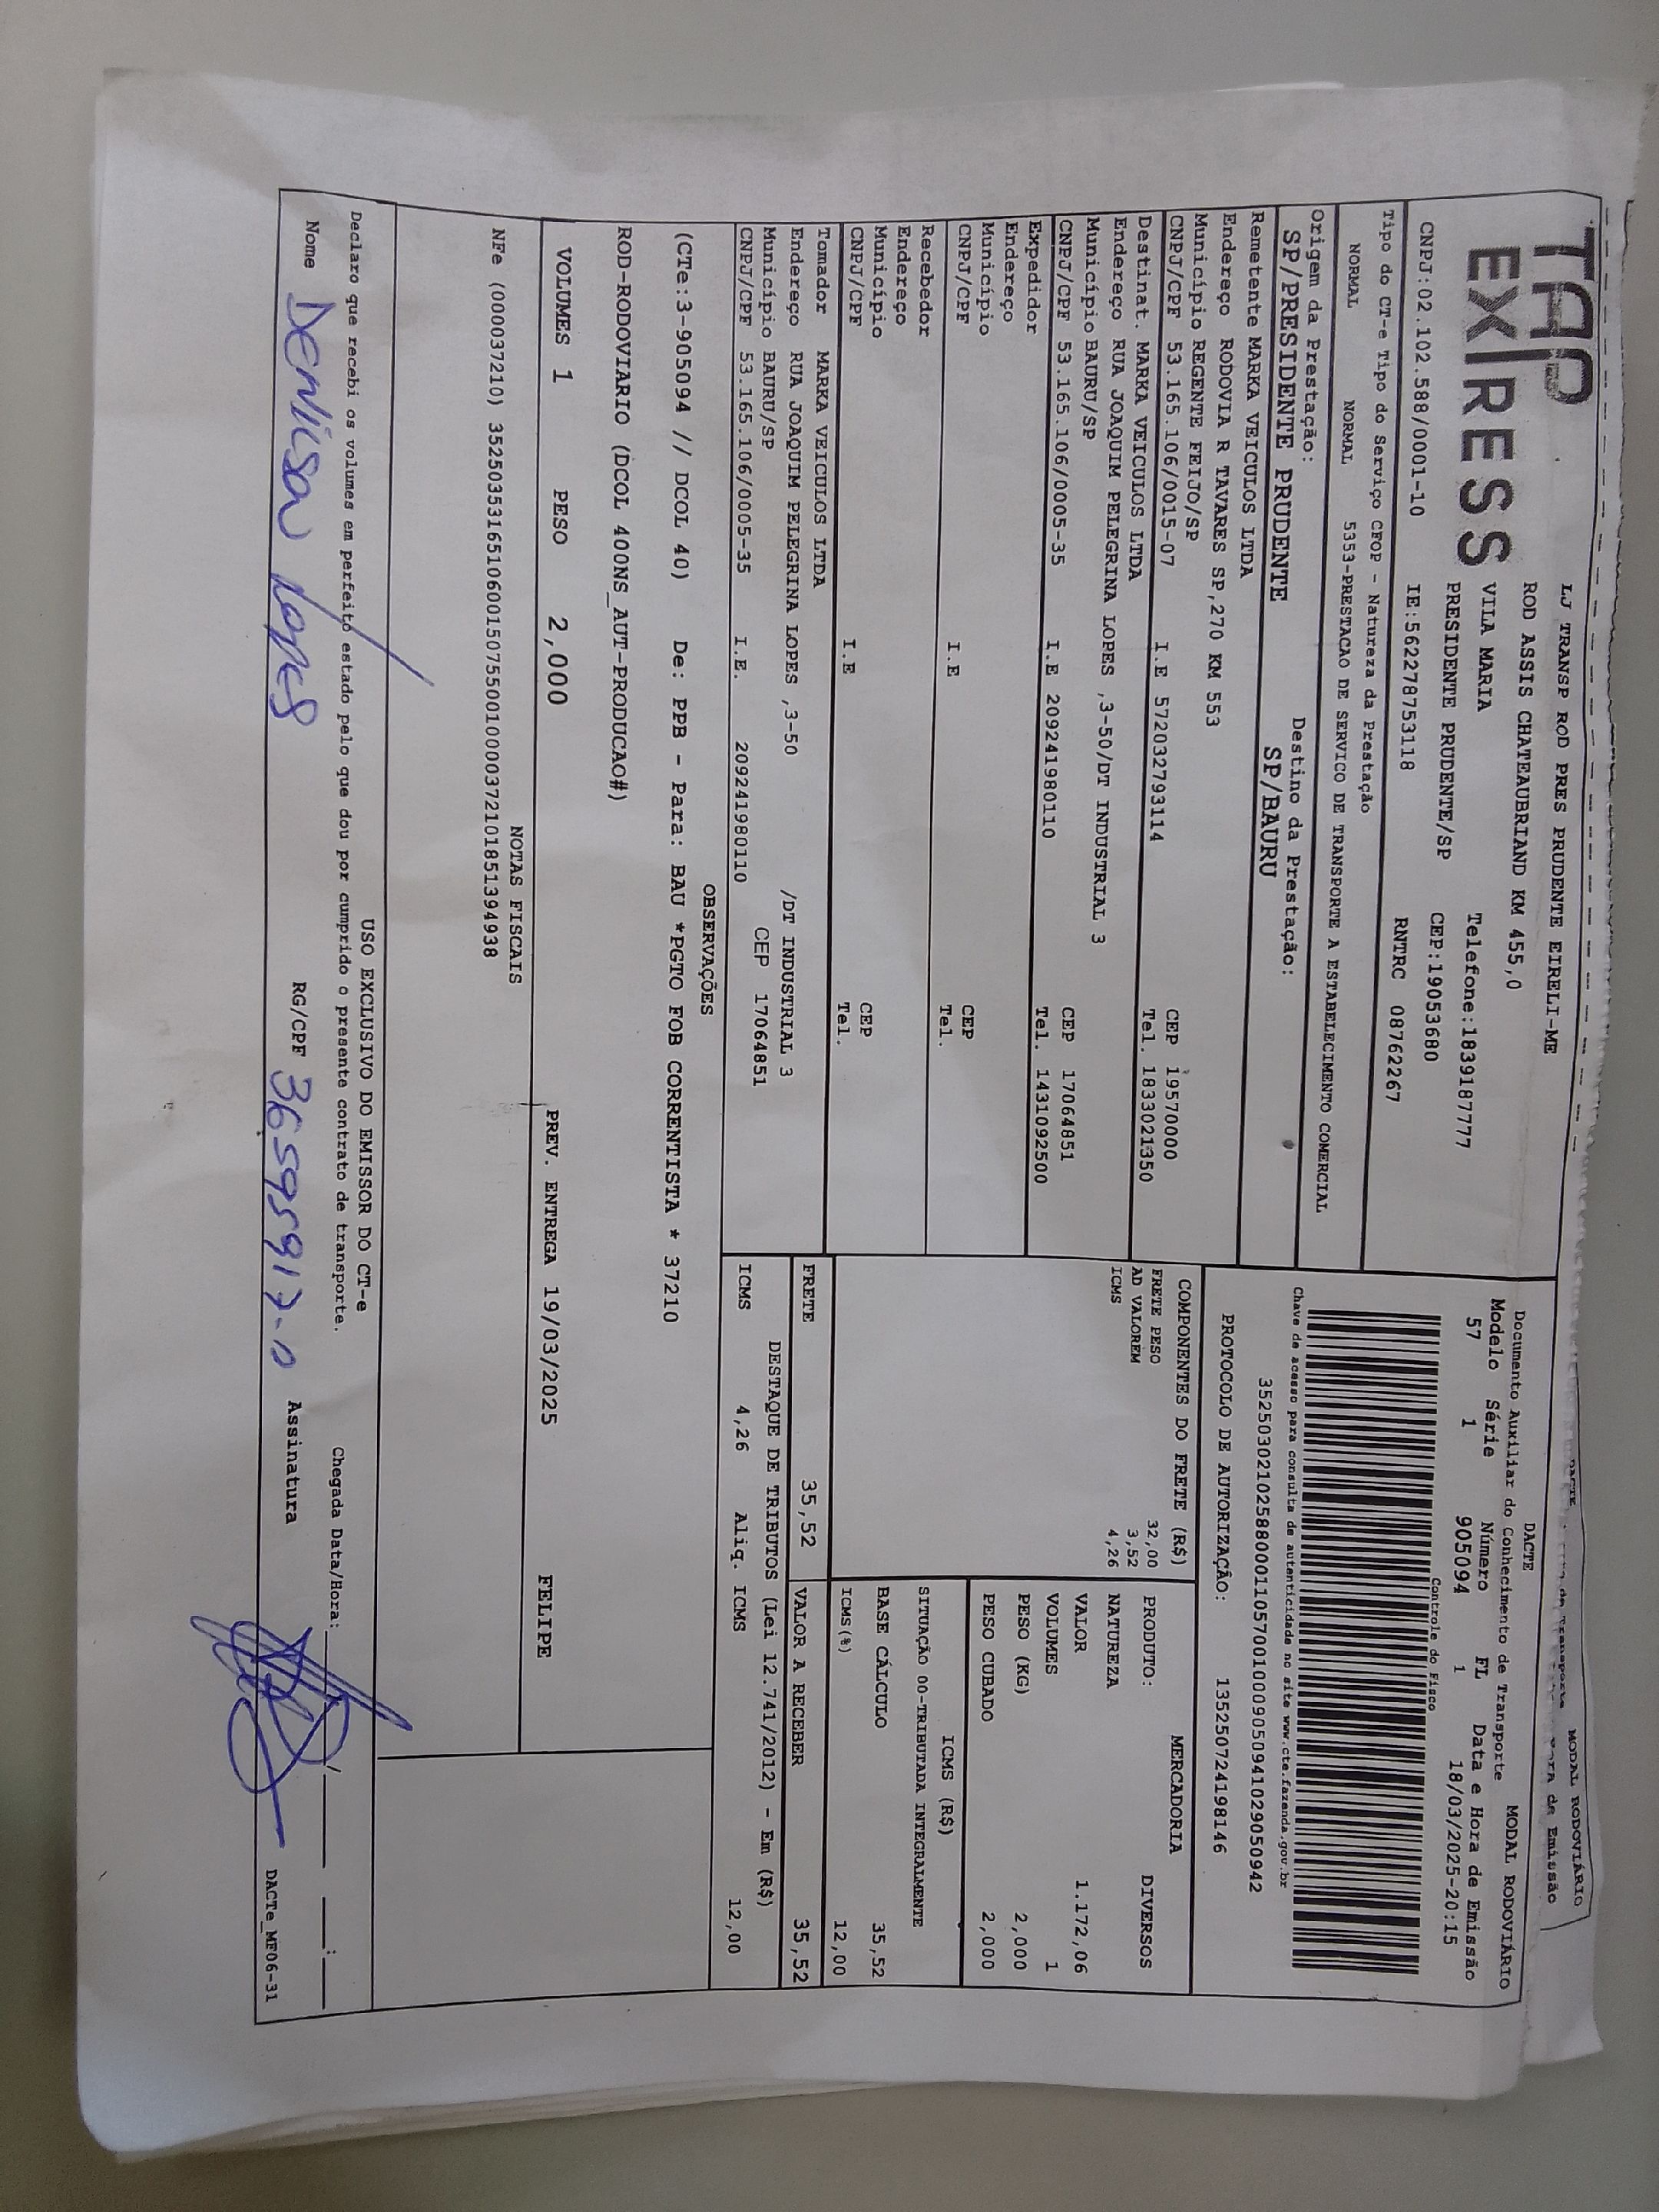 TAP
EXPRESS
LJ TRANSP ROD PRES PRUDENTE EIRELI-ME
ROD ASSIS CHATEAUBRIAND KM 455,0
VILA MARIA Telefone:1839187777
PRESIDENTE PRUDENTE/SP CEP:19053680
CNPJ:02.102.588/0001-10 IE:562278753118 RNTRC 08762267
Tipo do CT-e Tipo do Serviço CFOP - Natureza da Prestação
NORMAL NORMAL 5353-PRESTACAO DE SERVICO DE TRANSPORTE A ESTABELECIMENTO COMERCIAL
Origem da Prestação: Destino da Prestação:
SP/PRESIDENTE PRUDENTE SP/BAURU
Remetente MARKA VEICULOS LTDA
Endereço RODOVIA R TAVARES SP,270 KM 553
Município REGENTE FEIJO/SP CEP 19570000
CNPJ/CPF 53.165.106/0015-07 I.E 572032793114 Tel. 1833021350
Destinat. MARKA VEICULOS LTDA
Endereço RUA JOAQUIM PELEGRINA LOPES ,3-50/DT INDUSTRIAL 3
Município BAURU/SP CEP 17064851
CNPJ/CPF 53.165.106/0005-35 I.E 209241980110 Tel. 1431092500
Expedidor
Endereço
Município CEP
CNPJ/CPF I.E Tel.
Recebedor
Endereço
Município CEP
CNPJ/CPF I.E Tel.
Tomador MARKA VEICULOS LTDA
Endereço RUA JOAQUIM PELEGRINA LOPES ,3-50 /DT INDUSTRIAL 3
Município BAURU/SP CEP 17064851
CNPJ/CPF 53.165.106/0005-35 I.E. 209241980110
MODAL RODOVIÁRIO
DACTE
Documento Auxiliar do Conhecimento de Transporte MODAL RODOVIÁRIO
Modelo Série Número FL Data e Hora de Emissão
57 1 905094 1 18/03/2025-20:15
Controle do Fisco
Chave de acesso para consulta de autenticidade no site www.cte.fazenda.gov.br
35250302102588000110570010009050941029050942
PROTOCOLO DE AUTORIZAÇÃO: 135250724198146
COMPONENTES DO FRETE (R$)
FRETE PESO 32,00
AD VALOREM 3,52
ICMS 4,26
MERCADORIA
PRODUTO: DIVERSOS
NATUREZA
VALOR 1.172,06
VOLUMES 1
PESO (KG) 2,000
PESO CUBADO 2,000
ICMS (R$)
SITUAÇÃO 00-TRIBUTADA INTEGRALMENTE
BASE CÁLCULO 35,52
ICMS(%) 12,00
FRETE 35,52 VALOR A RECEBER 35,52
DESTAQUE DE TRIBUTOS (Lei 12.741/2012) - Em (R$)
ICMS 4,26 Aliq. ICMS 12,00
OBSERVAÇÕES
(CTe:3-905094 // DCOL 40) De: PPB - Para: BAU *PGTO FOB CORRENTISTA * 37210
ROD-RODOVIARIO (DCOL 400NS_AUT-PRODUCAO#)
VOLUMES 1 PESO 2,000 PREV. ENTREGA 19/03/2025 FELIPE
NOTAS FISCAIS
NFe (000037210) 35250353165106001507550010000372101851394938
USO EXCLUSIVO DO EMISSOR DO CT-e
Declaro que recebi os volumes em perfeito estado pelo que dou por cumprido o presente contrato de transporte. Chegada Data/Hora: / :
Nome Denilson Lopes RG/CPF Assinatura
DACTe_MF06-31